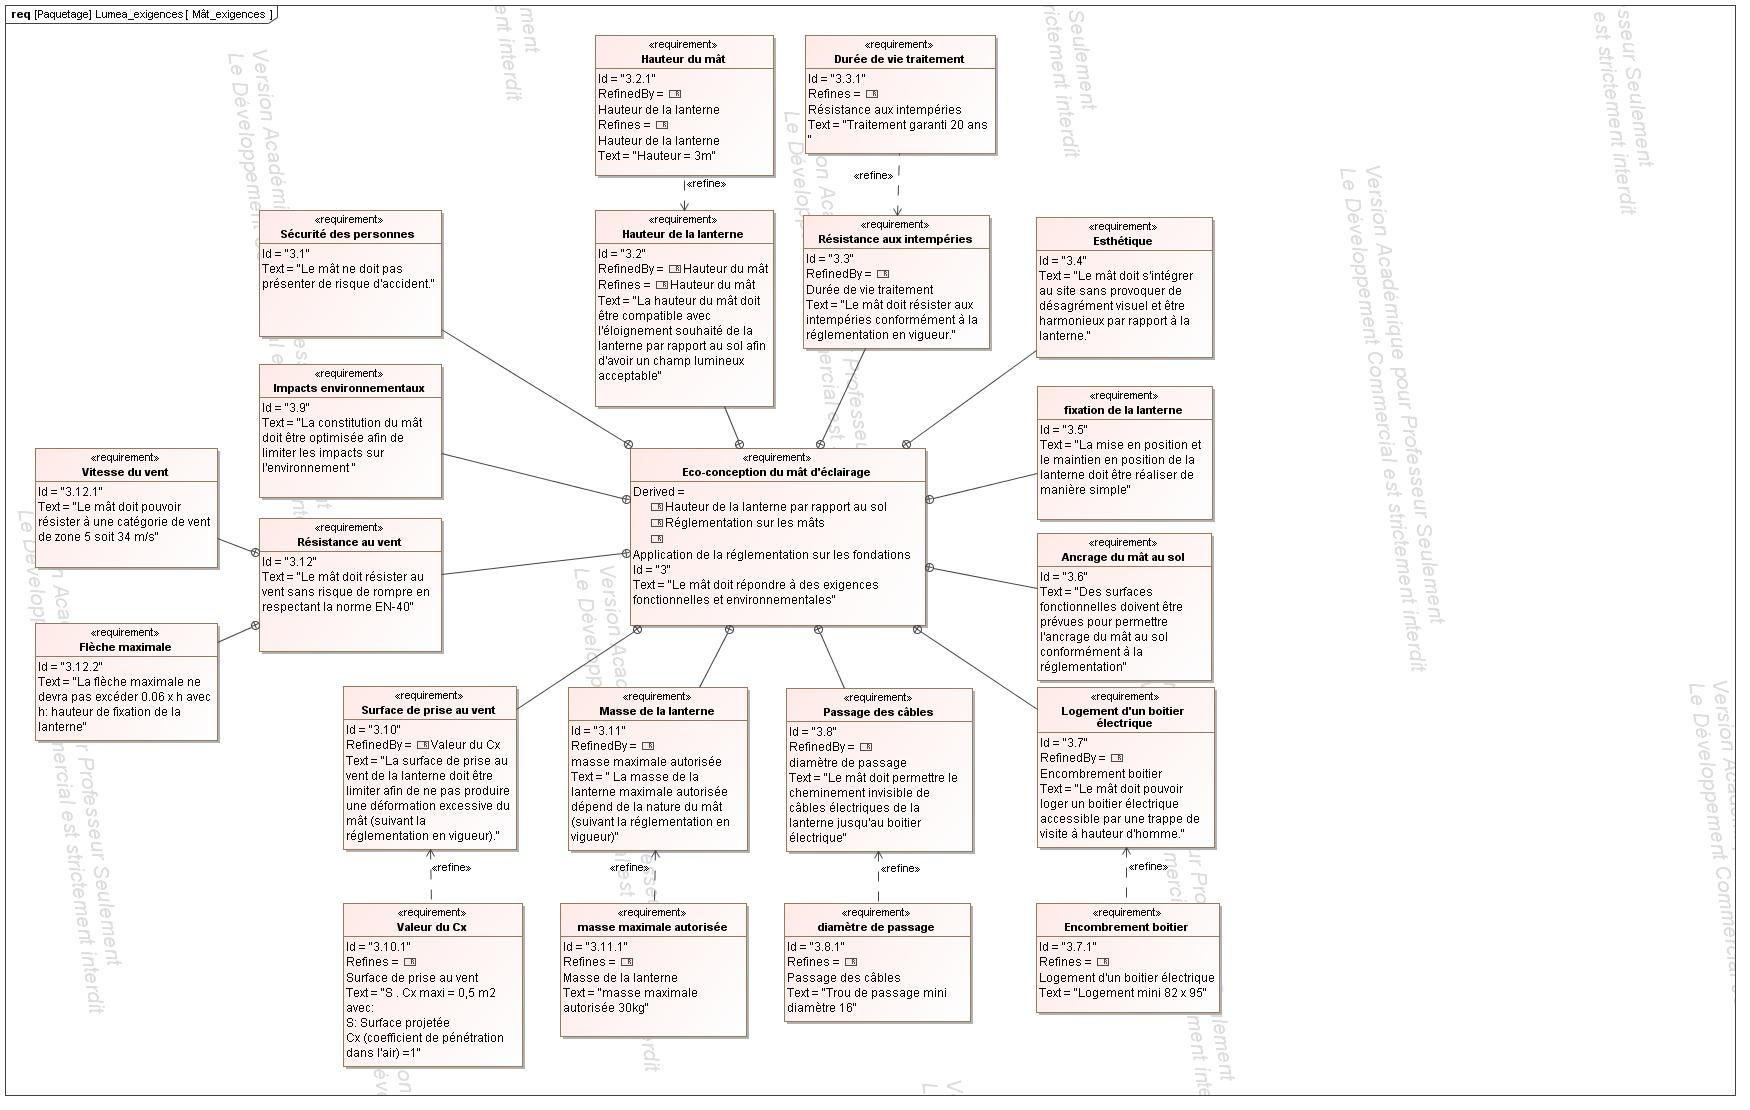 req [Paquetage] Lumea_exigences [ Mât_exigences ]
«requirement»
Hauteur du mât
Id = "3.2.1"
RefinedBy =
Hauteur de la lanterne
Refines =
Hauteur de la lanterne
Text = "Hauteur = 3m"
«requirement»
Durée de vie traitement
Id = "3.3.1"
Refines =
Résistance aux intempéries
Text = "Traitement garanti 20 ans
"
«refine»
«refine»
«requirement»
Sécurité des personnes
Id = "3.1"
Text = "Le mât ne doit pas
présenter de risque d'accident."
«requirement»
Hauteur de la lanterne
Id = "3.2"
RefinedBy = Hauteur du mât
Refines = Hauteur du mât
Text = "La hauteur du mât doit
être compatible avec
l'éloignement souhaité de la
lanterne par rapport au sol afin
d'avoir un champ lumineux
acceptable"
«requirement»
Résistance aux intempéries
Id = "3.3"
RefinedBy =
Durée de vie traitement
Text = "Le mât doit résister aux
intempéries conformément à la
réglementation en vigueur."
«requirement»
Esthétique
Id = "3.4"
Text = "Le mât doit s'intégrer
au site sans provoquer de
désagrément visuel et être
harmonieux par rapport à la
lanterne."
«requirement»
Impacts environnementaux
Id = "3.9"
Text = "La constitution du mât
doit être optimisée afin de
limiter les impacts sur
l'environnement"
«requirement»
fixation de la lanterne
Id = "3.5"
Text = "La mise en position et
le maintien en position de la
lanterne doit être réaliser de
manière simple"
«requirement»
Vitesse du vent
Id = "3.12.1"
Text = "Le mât doit pouvoir
résister à une catégorie de vent
de zone 5 soit 34 m/s"
«requirement»
Eco-conception du mât d'éclairage
Derived =
Hauteur de la lanterne par rapport au sol
Réglementation sur les mâts
Application de la réglementation sur les fondations
Id = "3"
Text = "Le mât doit répondre à des exigences
fonctionnelles et environnementales"
«requirement»
Résistance au vent
Id = "3.12"
Text = "Le mât doit résister au
vent sans risque de rompre en
respectant la norme EN-40"
«requirement»
Ancrage du mât au sol
Id = "3.6"
Text = "Des surfaces
fonctionnelles doivent être
prévues pour permettre
l'ancrage du mât au sol
conformément à la
réglementation"
«requirement»
Flèche maximale
Id = "3.12.2"
Text = "La flèche maximale ne
devra pas excéder 0.06 x h avec
h: hauteur de fixation de la
lanterne"
«requirement»
Surface de prise au vent
Id = "3.10"
RefinedBy = Valeur du Cx
Text = "La surface de prise au
vent de la lanterne doit être
limiter afin de ne pas produire
une déformation excessive du
mât (suivant la
réglementation en vigueur)."
«requirement»
Masse de la lanterne
Id = "3.11"
RefinedBy =
masse maximale autorisée
Text = " La masse de la
lanterne maximale autorisée
dépend de la nature du mât
(suivant la réglementation en
vigueur)"
«requirement»
Passage des câbles
Id = "3.8"
RefinedBy =
diamètre de passage
Text = "Le mât doit permettre le
cheminement invisible de
câbles électriques de la
lanterne jusqu'au boitier
électrique"
«requirement»
Logement d'un boitier
électrique
Id = "3.7"
RefinedBy =
Encombrement boitier
Text = "Le mât doit pouvoir
loger un boitier électrique
accessible par une trappe de
visite à hauteur d'homme."
«refine»
«refine»
«refine»
«refine»
«requirement»
Valeur du Cx
Id = "3.10.1"
Refines =
Surface de prise au vent
Text = "S . Cx maxi = 0,5 m2
avec:
S: Surface projetée
Cx (coefficient de pénétration
dans l'air) =1"
«requirement»
masse maximale autorisée
Id = "3.11.1"
Refines =
Masse de la lanterne
Text = "masse maximale
autorisée 30kg"
«requirement»
diamètre de passage
Id = "3.8.1"
Refines =
Passage des câbles
Text = "Trou de passage mini
diamètre 16"
«requirement»
Encombrement boitier
Id = "3.7.1"
Refines =
Logement d'un boitier électrique
Text = "Logement mini 82 x 95"
Version Académique pour Professeur Seulement
Le Développement Commercial est strictement interdit